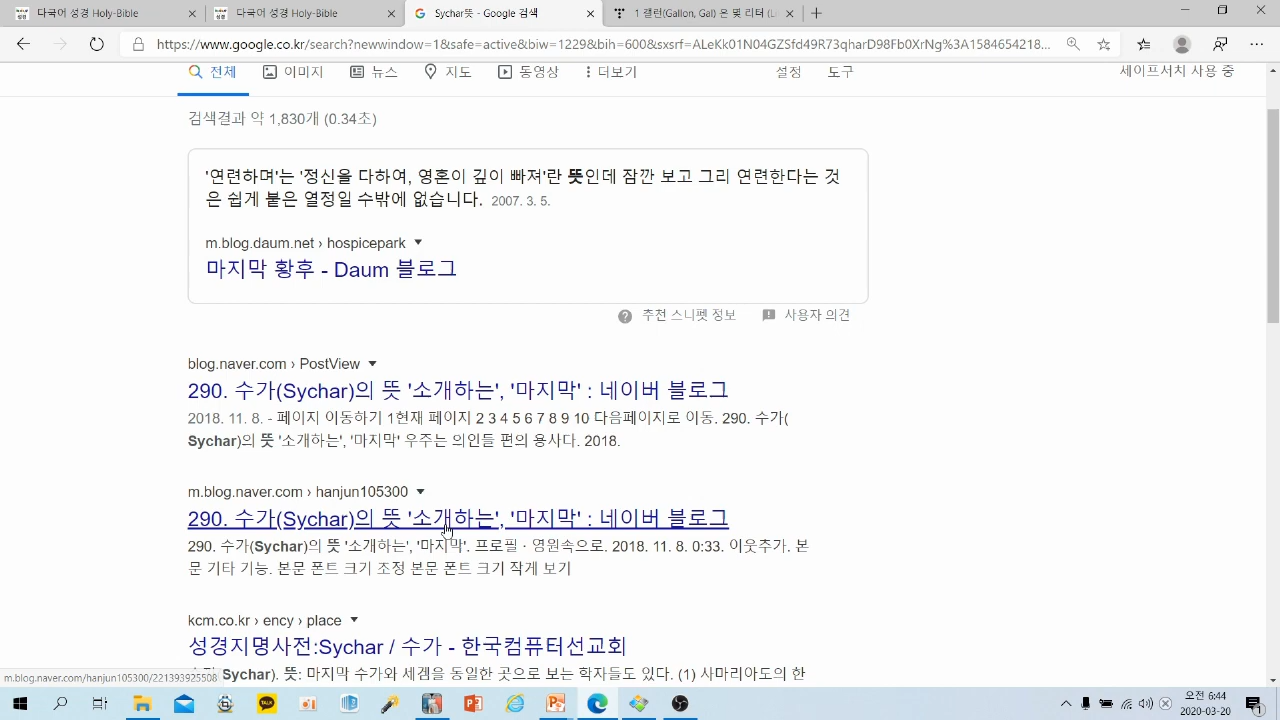 다국어 성경 Holy-Bible
다국어 성경 Holy-Bible
Sychar뜻 - Google 검색
1 갤런(Gallon, Gal) 은 몇 리터 (Li
https://www.google.co.kr/search?newwindow=1&safe=active&biw=1229&bih=600&sxsrf=ALeKk01N04GZSfd49R73qharD98Fb0XrNg%3A1584654218...
전체 이미지 뉴스 지도 동영상 더보기 설정 도구 세이프서치 사용 중
검색결과 약 1,830개 (0.34초)
'연련하며'는 '정신을 다하여, 영혼이 깊이 빠져'란 뜻인데 잠깐 보고 그리 연련한다는 것
은 쉽게 붙은 열정일 수밖에 없습니다. 2007. 3. 5.
m.blog.daum.net › hospicepark
마지막 황후 - Daum 블로그
추천 스니펫 정보 사용자 의견
blog.naver.com › PostView
290. 수가(Sychar)의 뜻 '소개하는', '마지막' : 네이버 블로그
2018. 11. 8. - 페이지 이동하기 1현재 페이지 2 3 4 5 6 7 8 9 10 다음페이지로 이동. 290. 수가(
Sychar)의 뜻 '소개하는', '마지막' 우주는 의인들 편의 용사다. 2018.
m.blog.naver.com › hanjun105300
290. 수가(Sychar)의 뜻 '소개하는', '마지막' : 네이버 블로그
290. 수가(Sychar)의 뜻 '소개하는', '마지막'. 프로필 · 영원속으로. 2018. 11. 8. 0:33. 이웃추가. 본
문 기타 기능. 본문 폰트 크기 조정 본문 폰트 크기 작게 보기
kcm.co.kr › ency › place
성경지명사전:Sychar / 수가 - 한국컴퓨터선교회
수가(Sychar). 뜻: 마지막 수가와 세겜을 동일한 곳으로 보는 학자들도 있다. (1) 사마리아도의 한
m.blog.naver.com/hanjun105300/221393925508
TALK
오전 6:44
2020-03-20